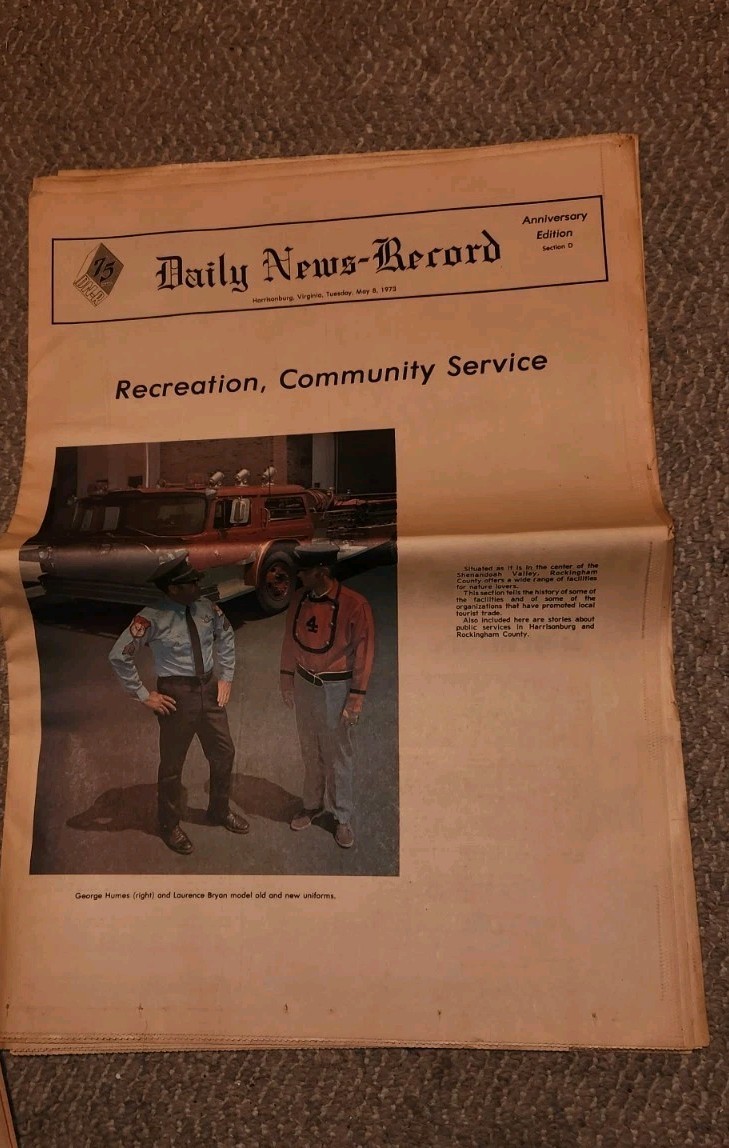 75
Daily News-Record
Anniversary
Edition
Section D
Harrisonburg, Virginia, Tuesday, May 8, 1973
Recreation, Community Service
4
Situated as it is in the center of the
Shenandoah Valley, Rockingham
County offers a wide range of facilities
for nature lovers.
This section tells the history of some of
the facilities and of some of the
organizations that have promoted local
tourist trade.
Also included here are stories about
public services in Harrisonburg and
Rockingham County.
George Humes (right) and Laurence Bryan model old and new uniforms.